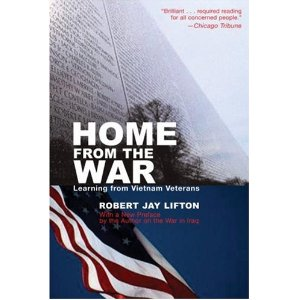 "Brilliant . . . required reading
for all concerned people."
—Chicago Tribune
HOME
FROM THE
WAR
Learning from Vietnam Veterans
ROBERT JAY LIFTON
With a New Preface
by the Author on the War in Iraq